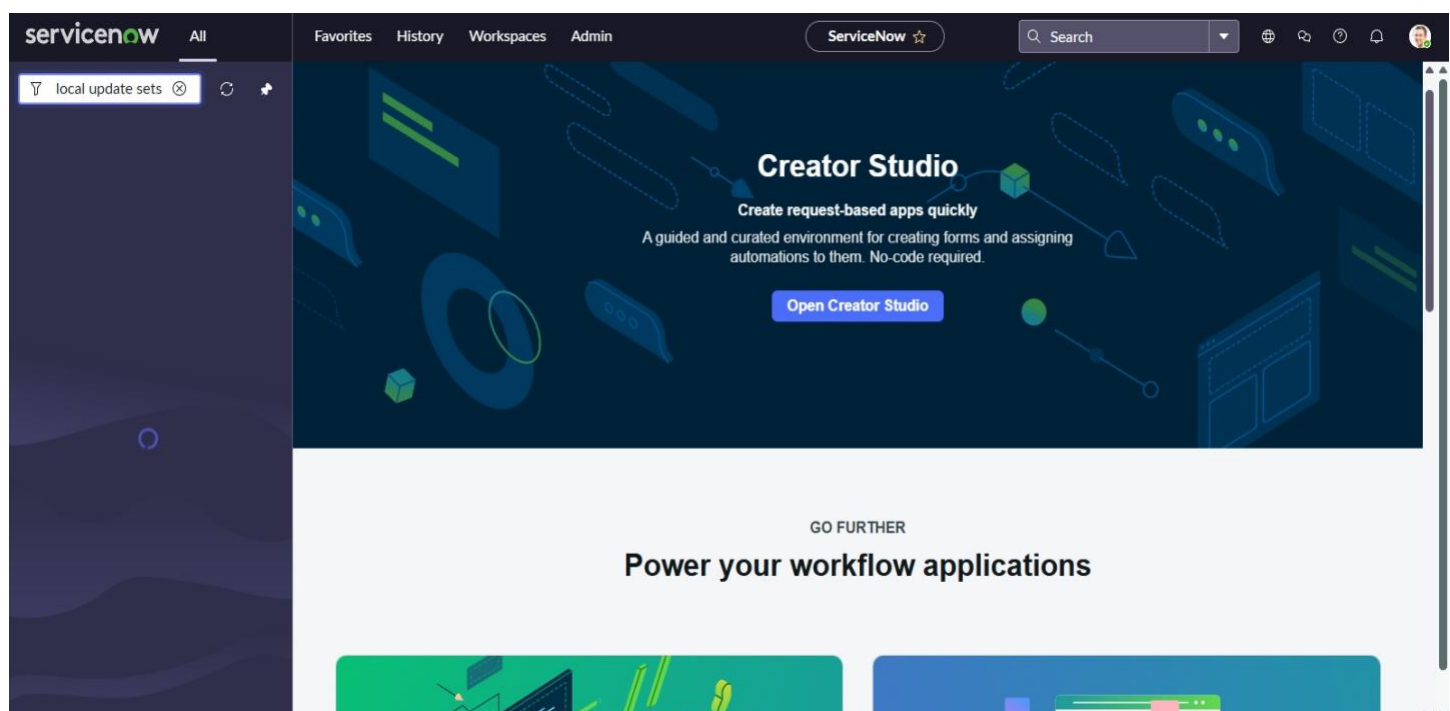 servicenow
All
Favorites
History
Workspaces
Admin
ServiceNow
Search
local update sets
Creator Studio
Create request-based apps quickly
A guided and curated environment for creating forms and assigning
automations to them. No-code required.
Open Creator Studio
GO FURTHER
Power your workflow applications